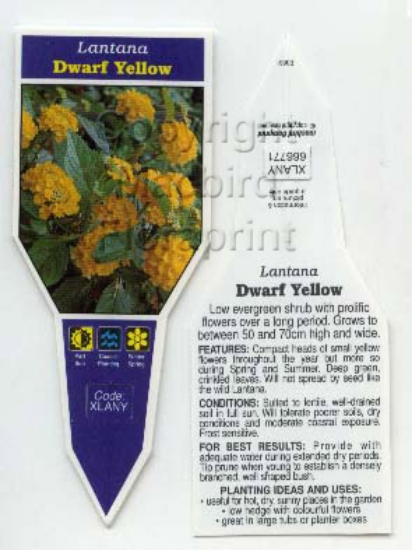 Lantana
Dwarf Yellow
Copyright
print
Code:
XLANY
XLANY
666771
Lantana
Dwarf Yellow
Low evergreen shrub with prolific
flowers over a long period. Grows to
between 50 and 70cm high and wide.
FEATURES: Compact heads of small yellow
flowers throughout the year but more so
during Spring and Summer. Deep green,
crinkled leaves. Will not spread by seed like
the wild Lantana.
CONDITIONS: Suited to fertile, well-drained
soil in full sun. Will tolerate poorer soils, dry
conditions and moderate coastal exposure.
Frost sensitive.
FOR BEST RESULTS: Provide with
adequate water during extended dry periods.
Tip prune when young to establish a densely
branched, well shaped bush.
PLANTING IDEAS AND USES:
• useful for hot, dry, sunny places in the garden
• low hedge with colourful flowers
• great in large tubs or planter boxes